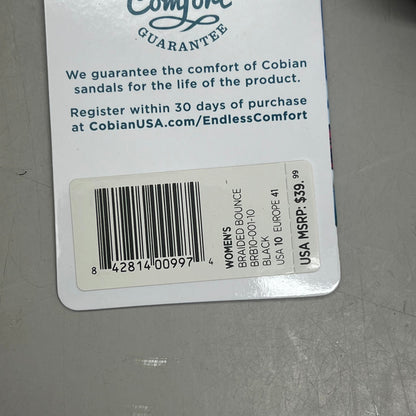 Comfort
GUARANTEE
We guarantee the comfort of Cobian
sandals for the life of the product.
Register within 30 days of purchase
at CobianUSA.com/EndlessComfort
8 42814 00997 4
WOMEN'S
BRAIDED BOUNCE
BRB10-001-10
BLACK
USA 10 EUROPE 41
USA MSRP: $39.99